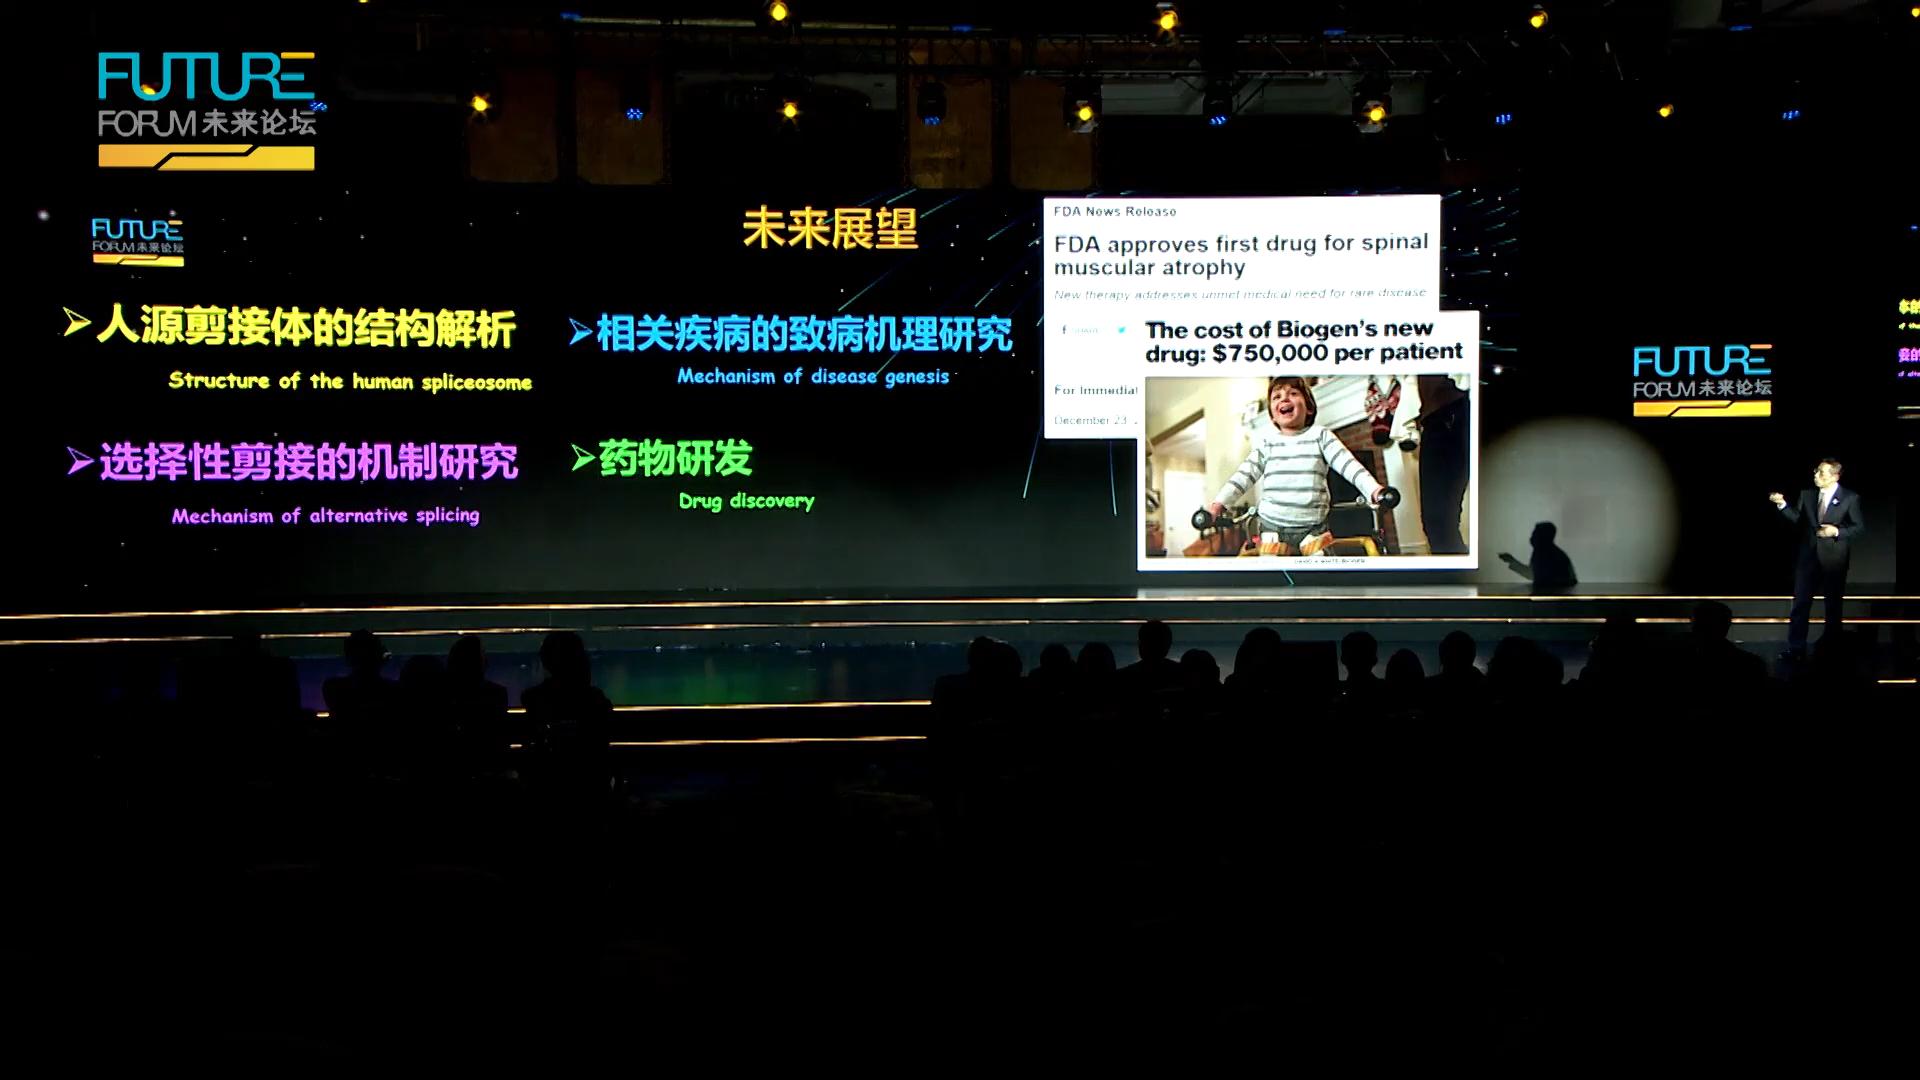 FUTURE
FORUM 未来论坛
FUTURE
FORUM 未来论坛
未来展望
➢人源剪接体的结构解析
Structure of the human spliceosome
➢相关疾病的致病机理研究
Mechanism of disease genesis
➢选择性剪接的机制研究
Mechanism of alternative splicing
➢药物研发
Drug discovery
FDA News Release
FDA approves first drug for spinal
muscular atrophy
New therapy addresses unmet medical need for rare disease
The cost of Biogen's new
drug: $750,000 per patient
For Immediat
December 23
FUTURE
FORUM 未来论坛